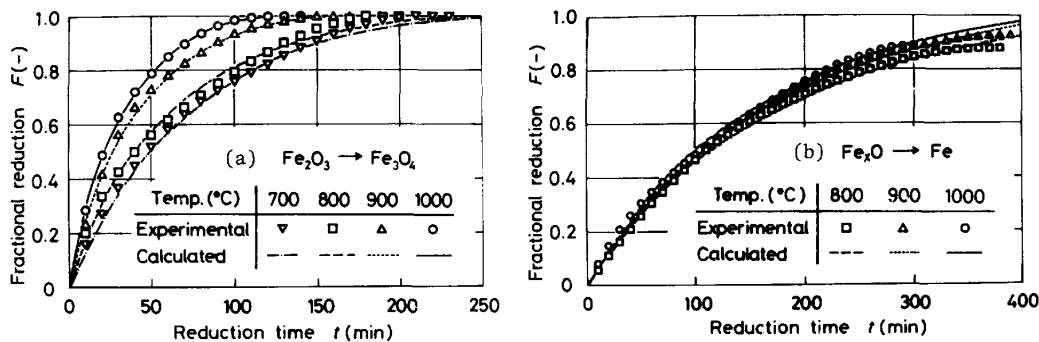 Fractional reduction F(-)
1.0
0.8
0.6
0.4
0.2
0
(a) Fe₂O₃ → Fe₃O₄
Temp.(°C) 700 800 900 1000
Experimental
Calculated
0 50 100 150 200 250
Reduction time t(min)
Fractional reduction F(-)
1.0
0.8
0.6
0.4
0.2
0
(b) FeₓO → Fe
Temp.(°C) 800 900 1000
Experimental
Calculated
0 100 200 300 400
Reduction time t(min)